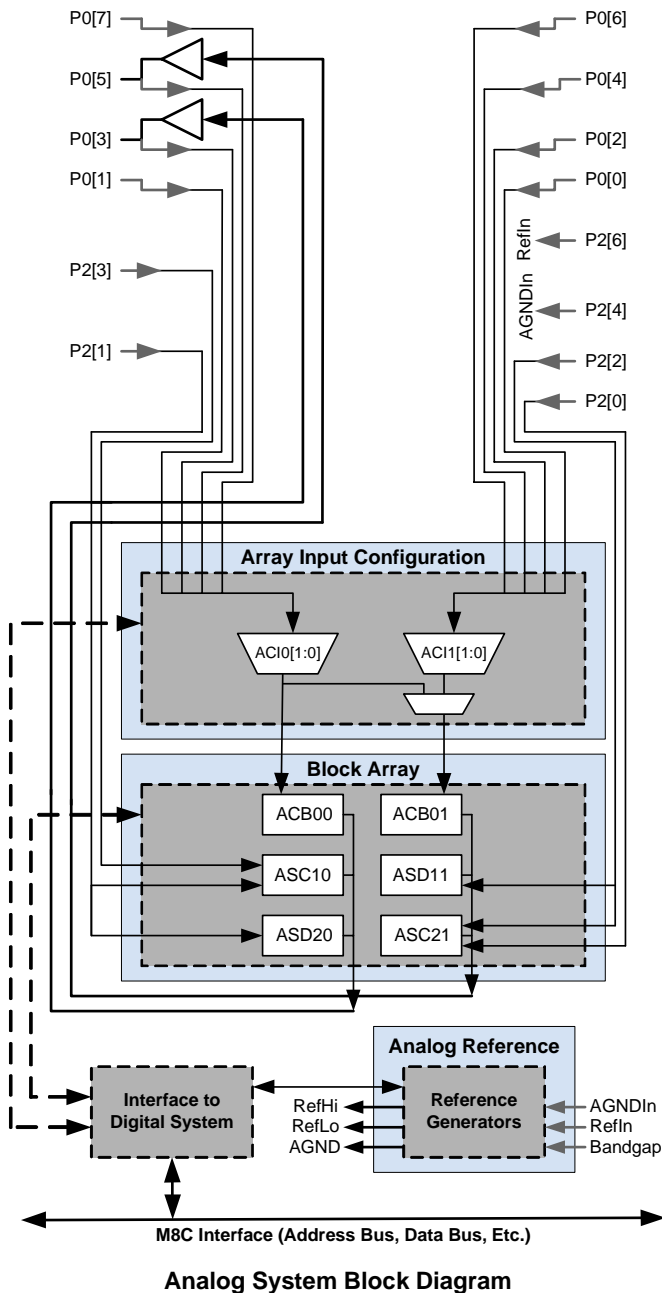 P0[7]
P0[6]
P0[5]
P0[4]
P0[3]
P0[2]
P0[1]
P0[0]
RefIn
P2[6]
P2[3]
AGNDIn
P2[4]
P2[1]
P2[2]
P2[0]
Array Input Configuration
ACI0[1:0]
ACI1[1:0]
Block Array
ACB00
ACB01
ASC10
ASD11
ASD20
ASC21
Interface to
Digital System
Analog Reference
RefHi
RefLo
AGND
Reference
Generators
AGNDIn
RefIn
Bandgap
M8C Interface (Address Bus, Data Bus, Etc.)
Analog System Block Diagram